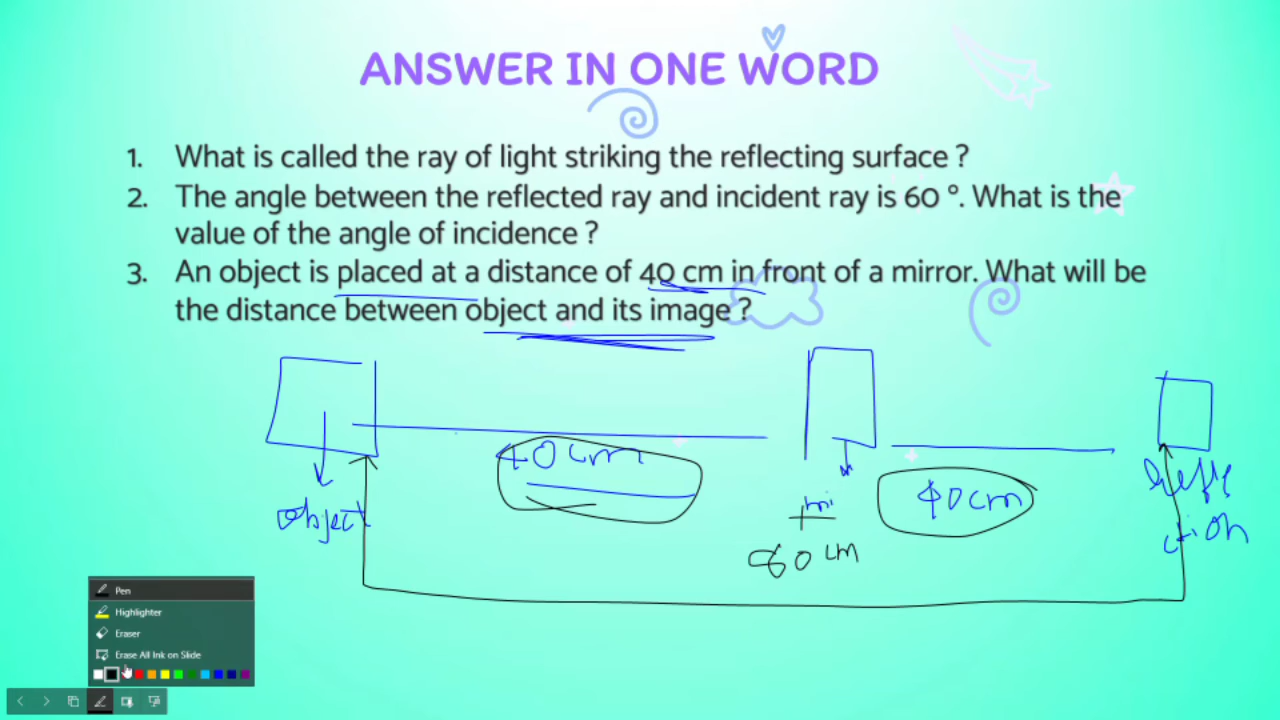 ANSWER IN ONE WORD
1. What is called the ray of light striking the reflecting surface ?
2. The angle between the reflected ray and incident ray is 60 °. What is the
value of the angle of incidence ?
3. An object is placed at a distance of 40 cm in front of a mirror. What will be
the distance between object and its image ?
40 cm
40cm
object
mi
80 cm
Pen
Highlighter
Eraser
Erase All Ink on Slide